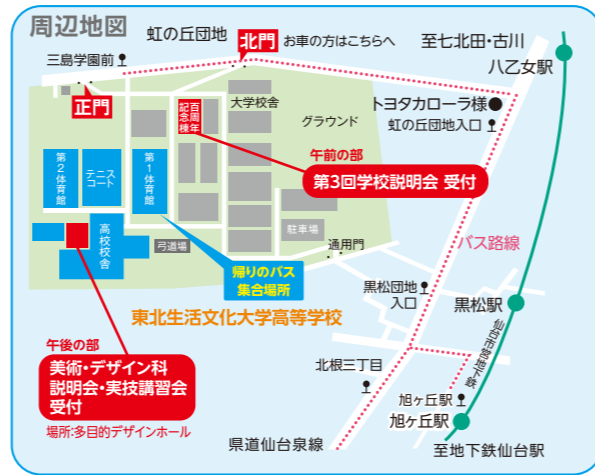 周辺地図
虹の丘団地
北門
お車の方はこちらへ
至七北田・古川
八乙女駅
三島学園前
正門
百周年
記念棟
大学校舎
グラウンド
トヨタカローラ様
虹の丘団地入口
午前の部
第3回学校説明会 受付
第2体育館
テニス
コート
第1体育館
高校校舎
弓道場
駐車場
通用門
バス路線
帰りのバス
集合場所
黒松団地
入口
黒松駅
東北生活文化大学高等学校
仙台市営地下鉄
午後の部
美術・デザイン科
説明会・実技講習会
受付
場所:多目的デザインホール
北根三丁目
旭ヶ丘駅
旭ヶ丘駅
県道仙台泉線
至地下鉄仙台駅